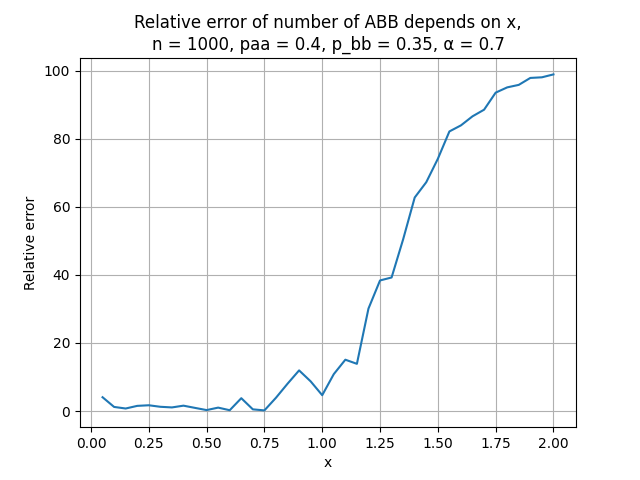 Relative error of number of ABB depends on x,
n = 1000, paa = 0.4, p_bb = 0.35, α = 0.7
100
80
60
40
20
0
Relative error
0.00 0.25 0.50 0.75 1.00 1.25 1.50 1.75 2.00
x